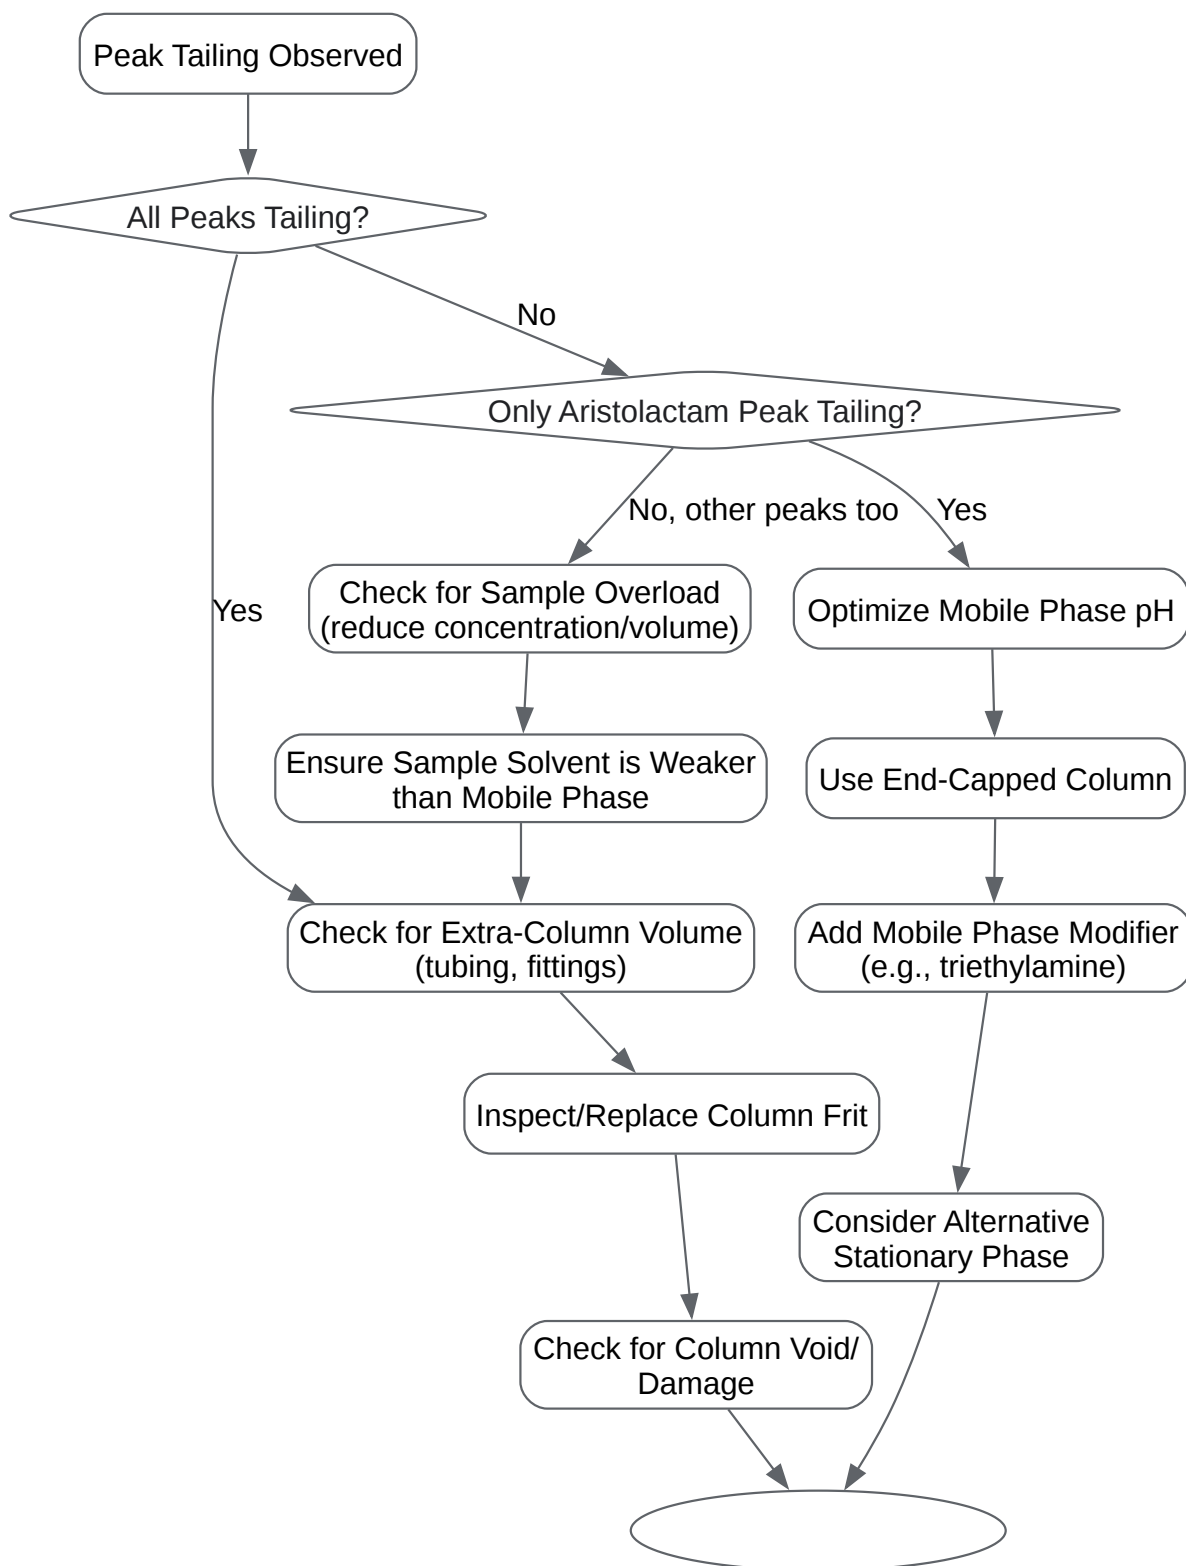 Peak Tailing Observed
All Peaks Tailing?
No
Only Aristolactam Peak Tailing?
No, other peaks too
Yes
Check for Sample Overload
(reduce concentration/volume)
Optimize Mobile Phase pH
Yes
Ensure Sample Solvent is Weaker
than Mobile Phase
Use End-Capped Column
Check for Extra-Column Volume
(tubing, fittings)
Add Mobile Phase Modifier
(e.g., triethylamine)
Inspect/Replace Column Frit
Consider Alternative
Stationary Phase
Check for Column Void/
Damage